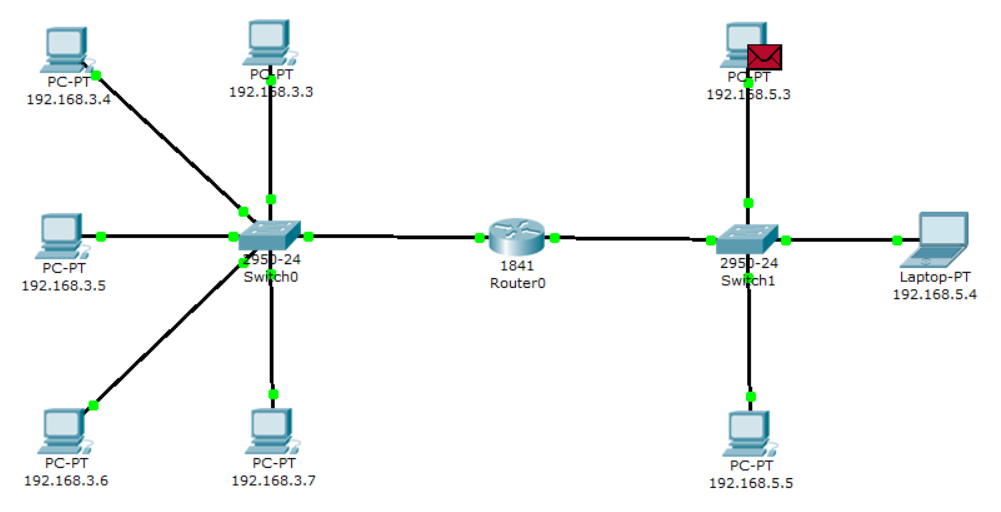 PC-PT
192.168.3.4
PC-PT
192.168.3.3
PC-PT
192.168.5.3
PC-PT
192.168.3.5
2950-24
Switch0
1841
Router0
2950-24
Switch1
Laptop-PT
192.168.5.4
PC-PT
192.168.3.6
PC-PT
192.168.3.7
PC-PT
192.168.5.5